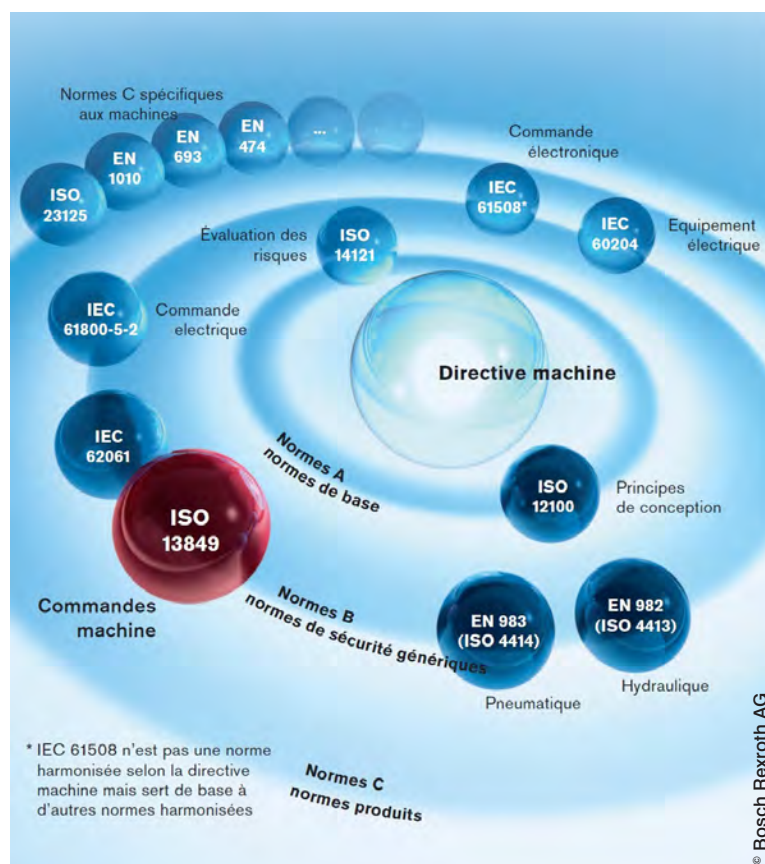 Normes C spécifiques
aux machines
EN
474
...
EN
693
EN
1010
ISO
23125
Commande
électronique
IEC
61508*
IEC
60204
Equipement
électrique
Évaluation des
risques
ISO
14121
IEC
61800-5-2
Commande
electrique
Directive machine
IEC
62061
Normes A
normes de base
ISO
12100
Principes
de conception
ISO
13849
Commandes
machine
Normes B
normes de sécurité génériques
EN 983
(ISO 4414)
Pneumatique
EN 982
(ISO 4413)
Hydraulique
* IEC 61508 n'est pas une norme
harmonisée selon la directive
machine mais sert de base à
d'autres normes harmonisées
Normes C
normes produits
© Bosch Rexroth AG